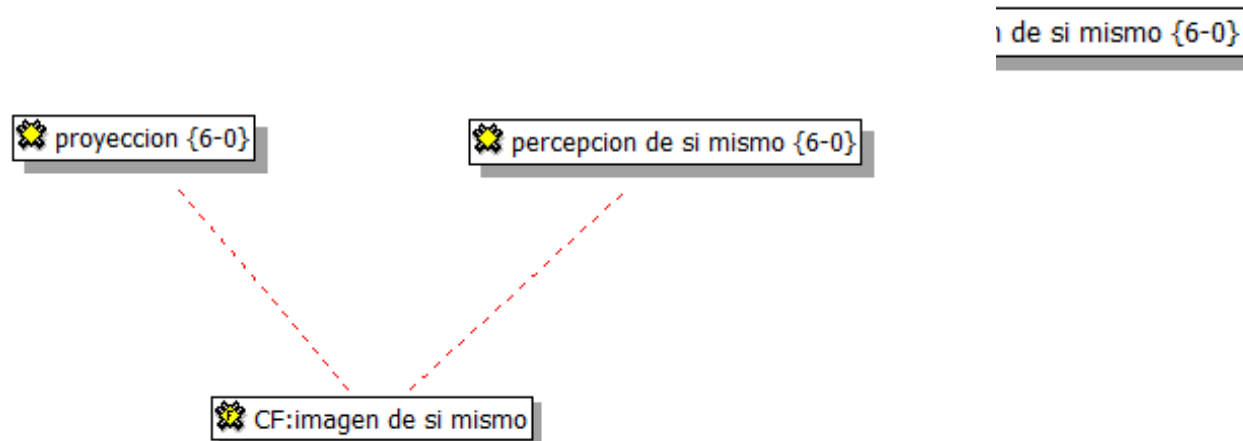 de si mismo {6-0}
proyeccion {6-0}
percepcion de si mismo {6-0}
CF:imagen de si mismo